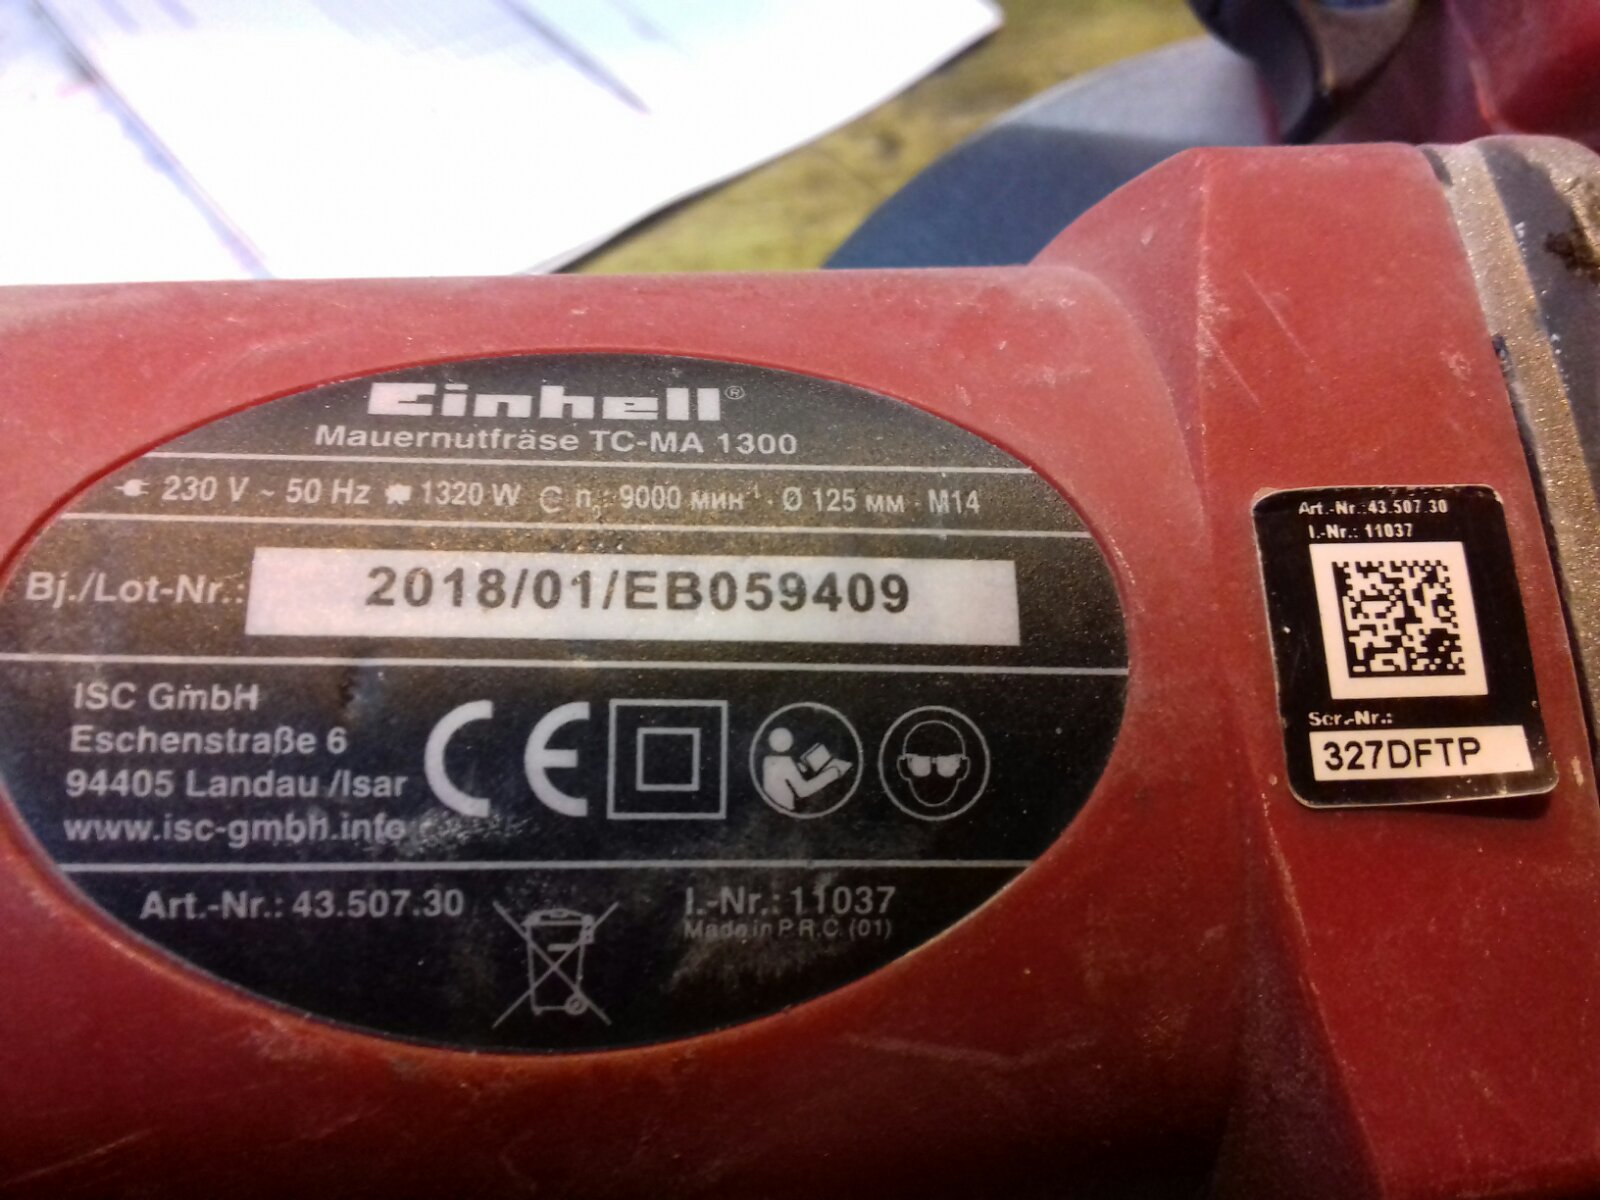 Einhell®
Mauernutfräse TC-MA 1300
230 V ~ 50 Hz 1320 W n₀: 9000 мин⁻¹ · Ø 125 мм · M14
Bj./Lot-Nr.: 2018/01/EB059409
ISC GmbH
Eschenstraße 6
94405 Landau /Isar
www.isc-gmbh.info
CE
Art.-Nr.: 43.507.30
I.-Nr.: 11037
Made in P.R.C. (01)
Art.-Nr.: 43.507.30
I.-Nr.: 11037
Ser.-Nr.:
327DFTP